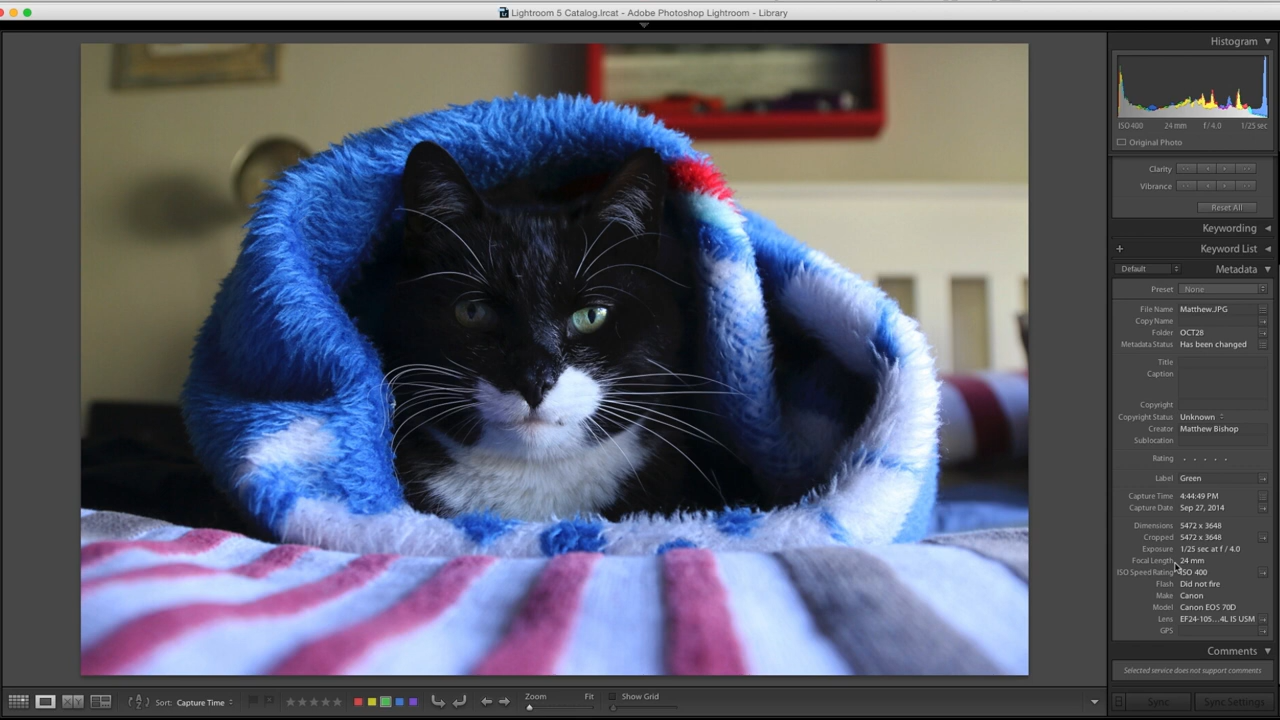 Lightroom 5 Catalog.lrcat - Adobe Photoshop Lightroom - Library
Histogram
ISO 400 24 mm f / 4.0 1/25 sec
Original Photo
Clarity
Vibrance
Reset All
Keywording
+ Keyword List
Default Metadata
Preset None
File Name Matthew.JPG
Copy Name
Folder OCT28
Metadata Status Has been changed
Title
Caption
Copyright
Copyright Status Unknown
Creator Matthew Bishop
Sublocation
Rating
Label Green
Capture Time 4:44:49 PM
Capture Date Sep 27, 2014
Dimensions 5472 x 3648
Cropped 5472 x 3648
Exposure 1/25 sec at f / 4.0
Focal Length 24 mm
ISO Speed Rating ISO 400
Flash Did not fire
Make Canon
Model Canon EOS 70D
Lens EF24-105...4L IS USM
GPS
Comments
Selected service does not support comments
XY Sort: Capture Time Zoom Fit Show Grid Sync Sync Settings